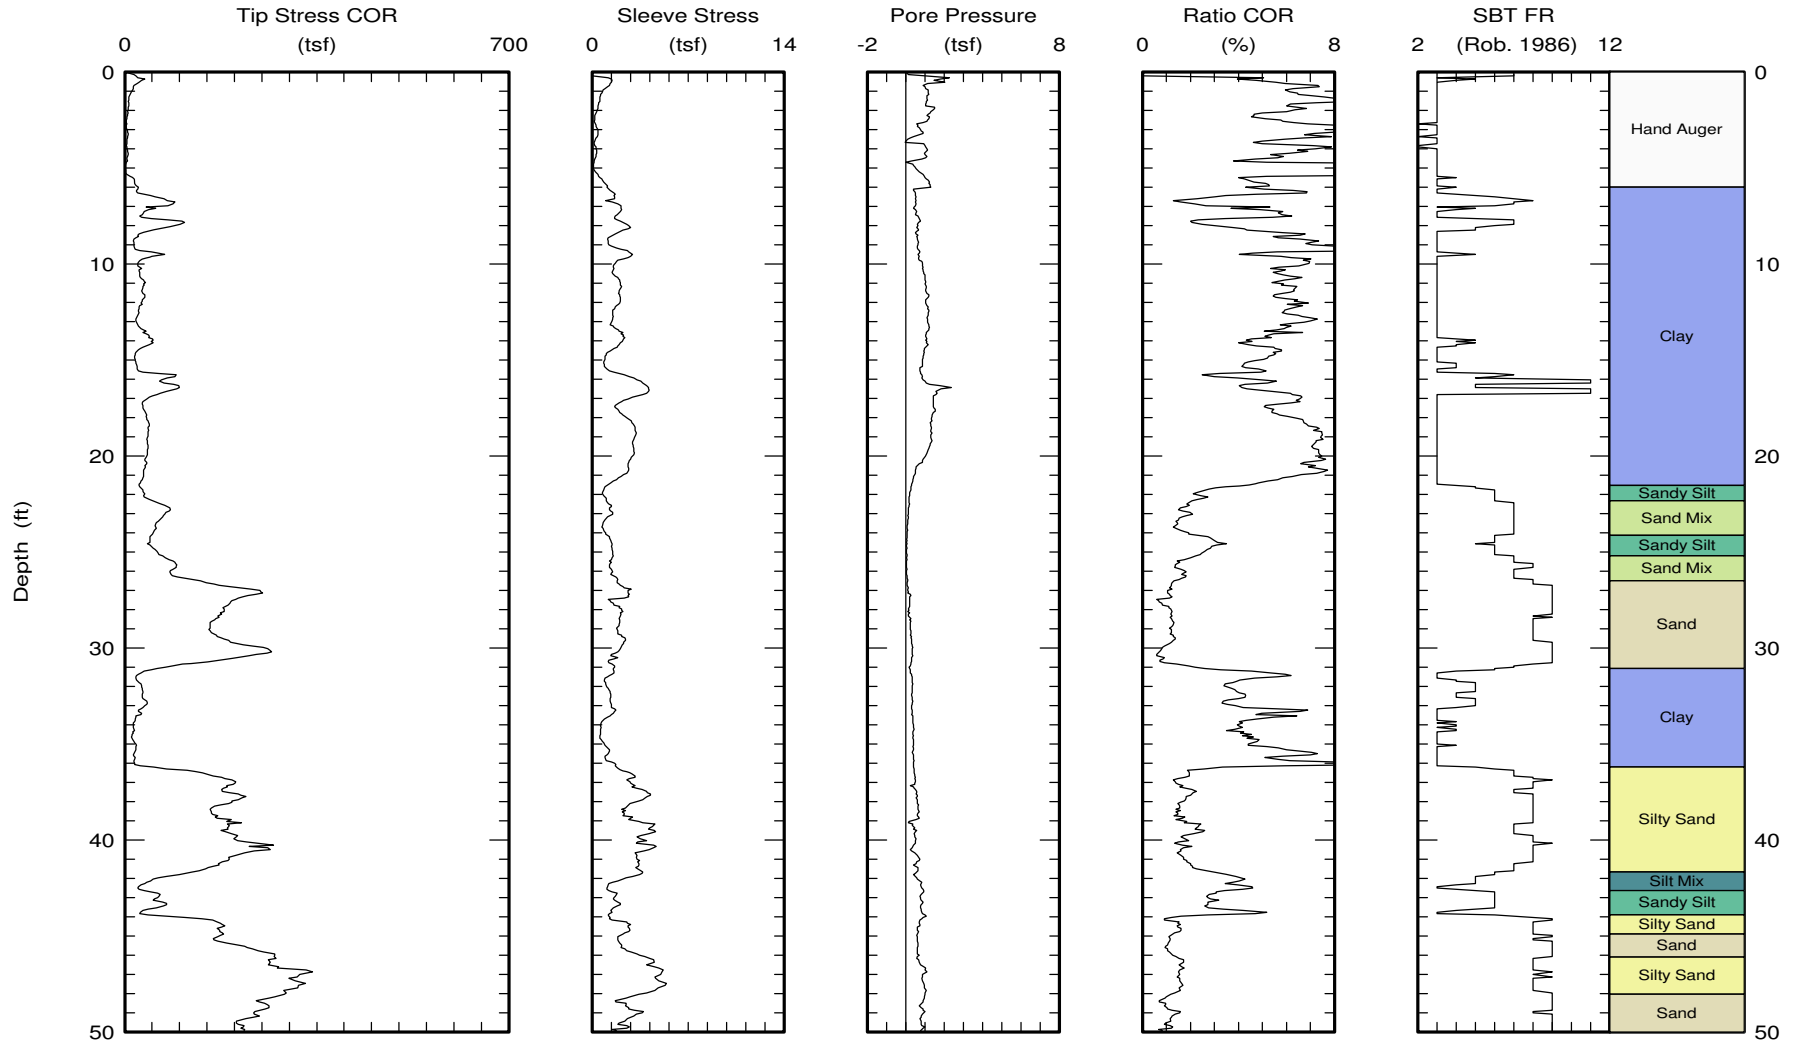 Tip Stress COR Sleeve Stress Pore Pressure Ratio COR SBT FR
0 (tsf) 700 0 (tsf) 14 -2 (tsf) 8 0 (%) 8 2 (Rob. 1986) 12
0 0
Hand Auger
10 10
Clay
20 20
Sandy Silt
Sand Mix
Sandy Silt
Sand Mix
Depth (ft)
Sand
30 30
Clay
Silty Sand
40 40
Silt Mix
Sandy Silt
Silty Sand
Sand
Silty Sand
Sand
50 50